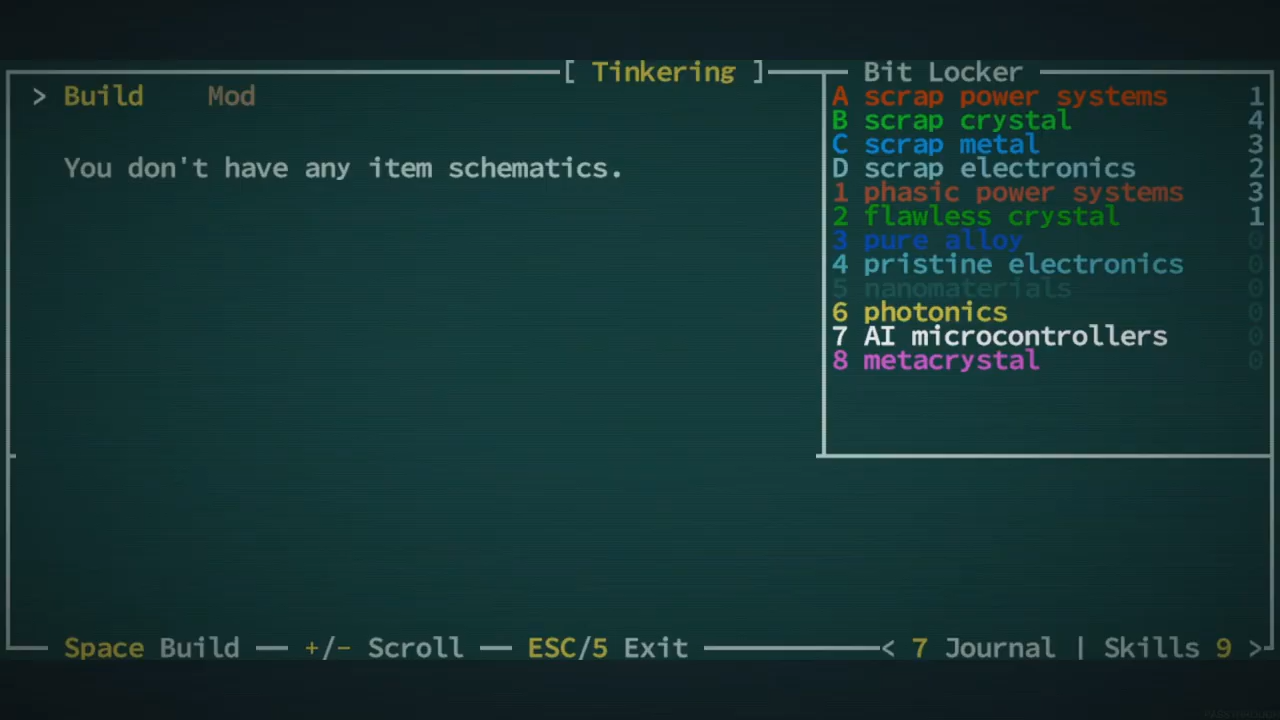 [ Tinkering ]
Bit Locker
> Build Mod
You don't have any item schematics.
A scrap power systems 1
B scrap crystal 4
C scrap metal 3
D scrap electronics 2
1 phasic power systems 3
2 flawless crystal 1
3 pure alloy 0
4 pristine electronics 0
5 nanomaterials 0
6 photonics 0
7 AI microcontrollers 0
8 metacrystal 0
Space Build — +/- Scroll — ESC/5 Exit
< 7 Journal | Skills 9 >